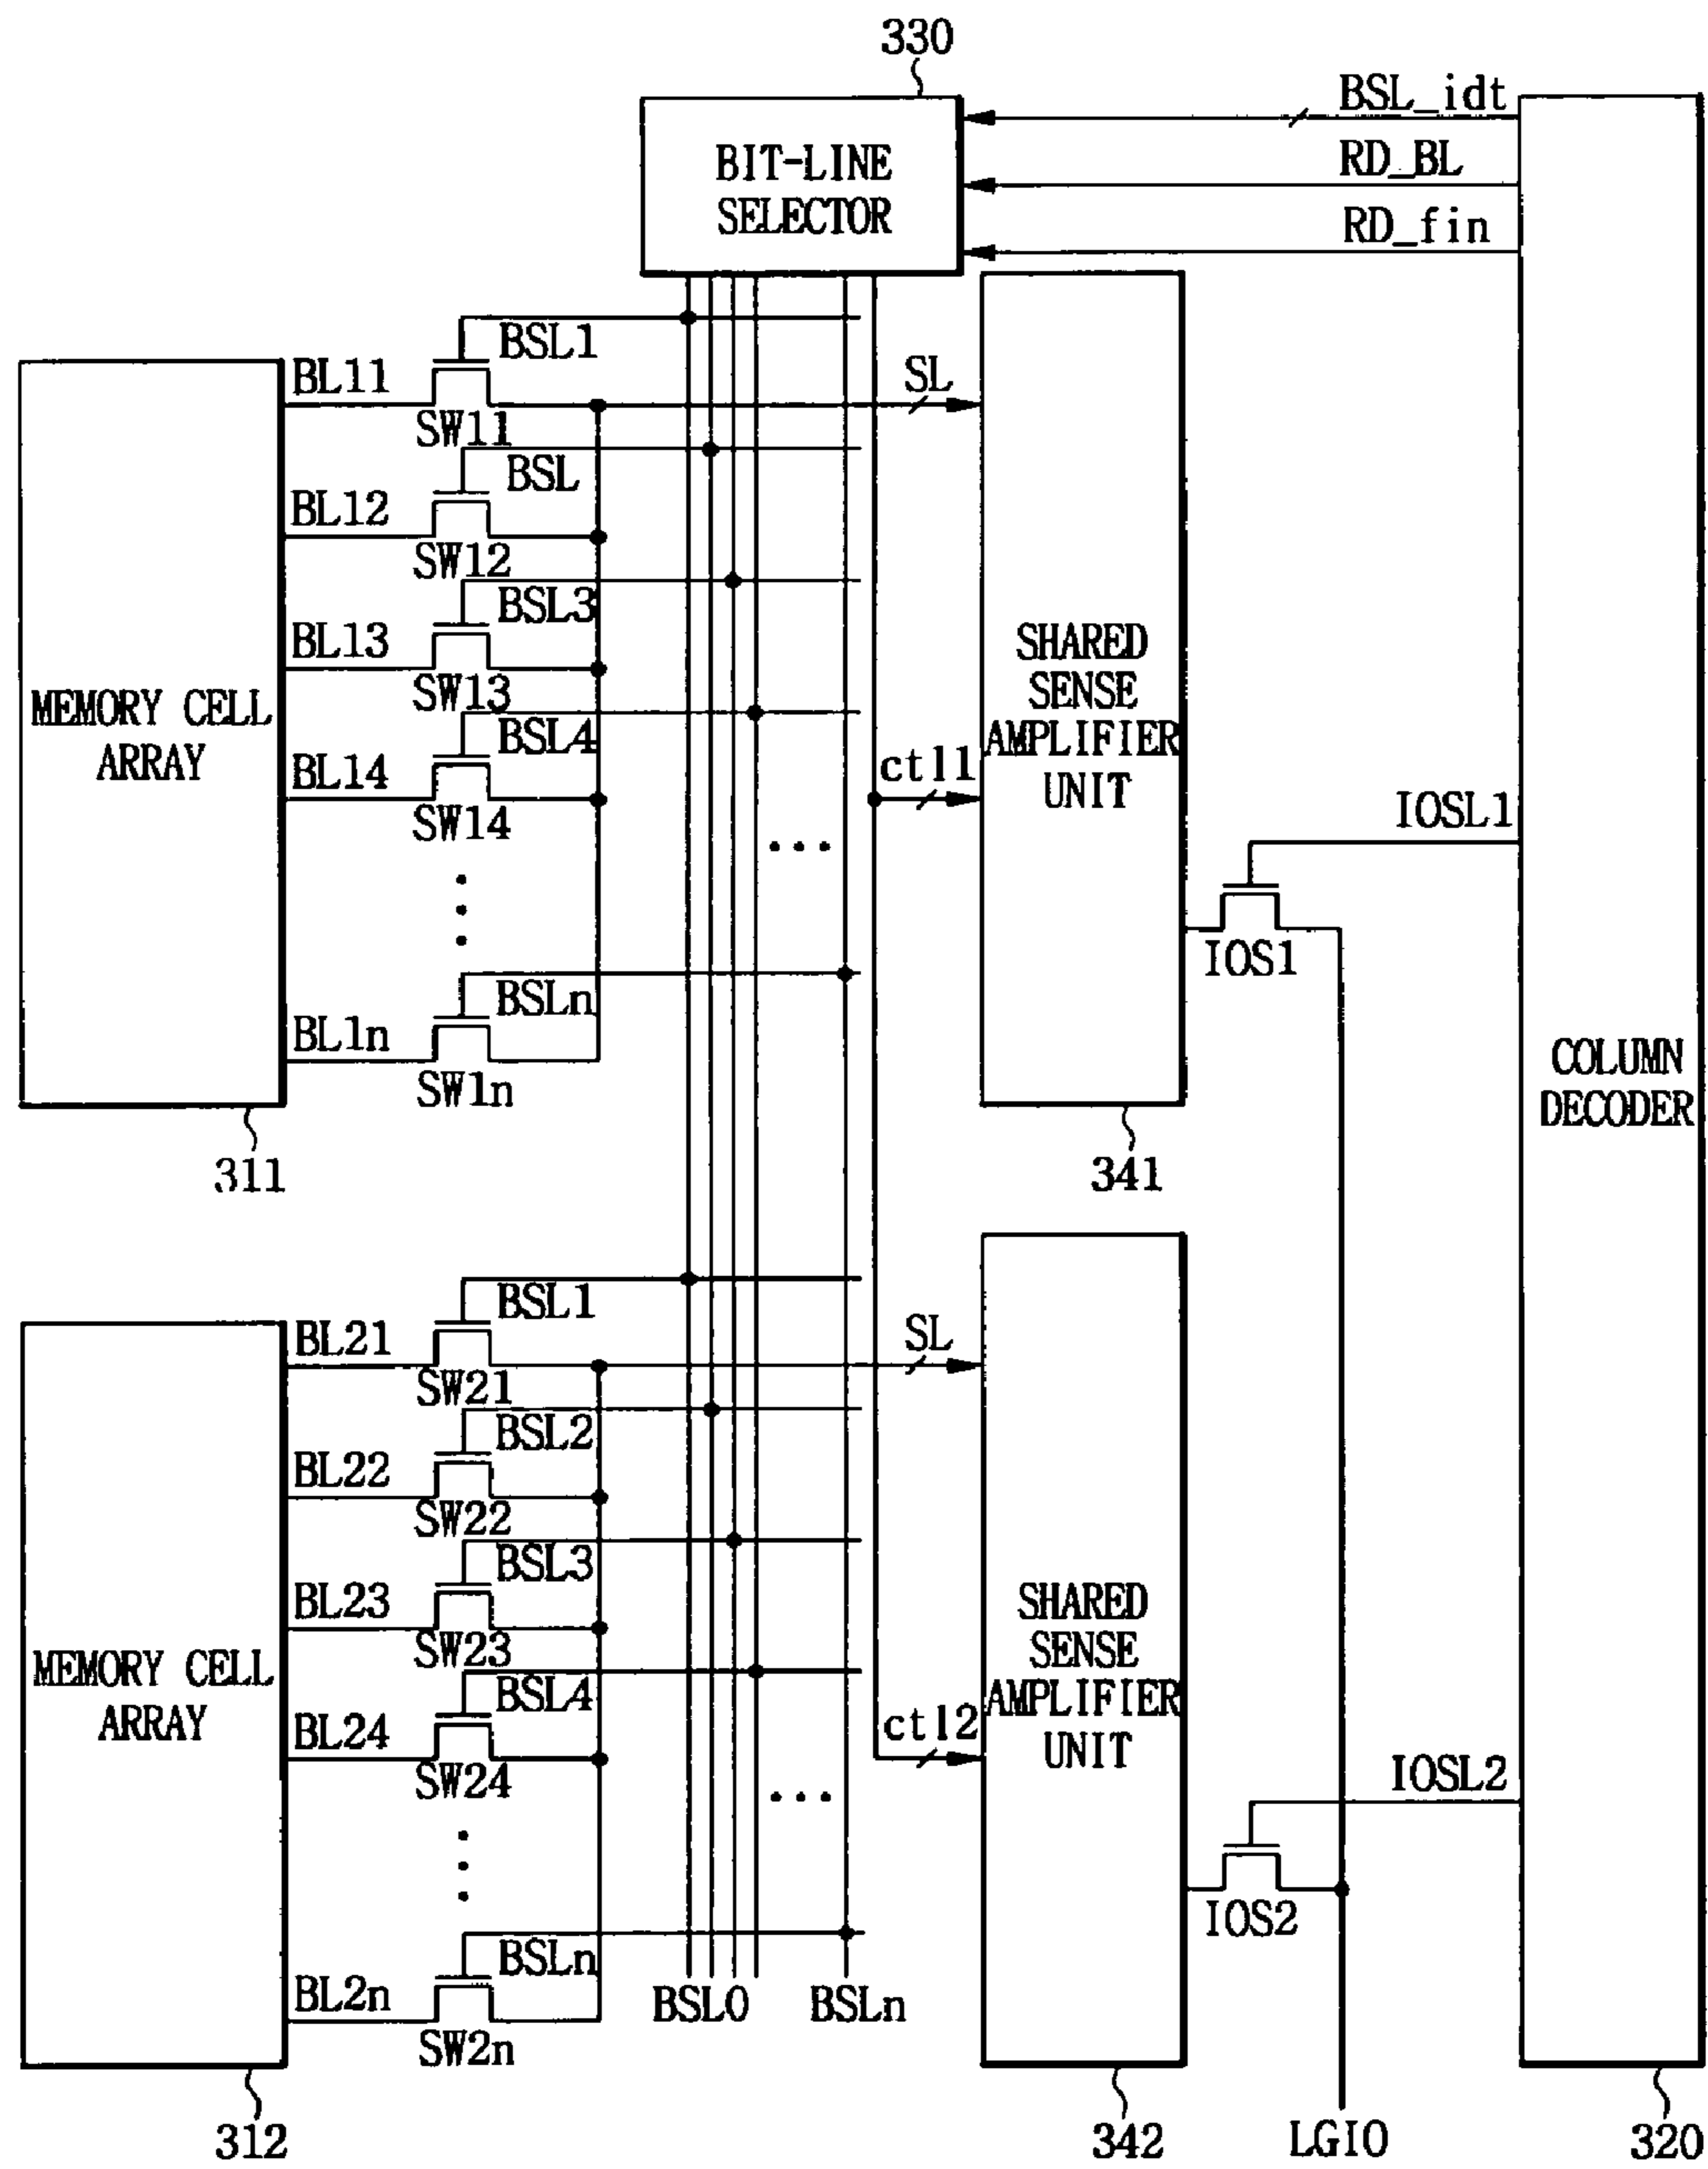 330
BSL_idt
RD_BL
RD_fin
BIT-LINE
SELECTOR
BSL1
BL11
SW11
SL
BSL
BL12
SW12
BSL3
BL13
SW13
BSL4
BL14
SW14
MEMORY CELL
ARRAY
SHARED
SENSE
AMPLIFIER
UNIT
ctl1
...
IOSL1
IOS1
BSLn
BL1n
SW1n
COLUMN
DECODER
311
341
BSL1
BL21
SW21
SL
BSL2
BL22
SW22
BSL3
BL23
SW23
BSL4
BL24
SW24
MEMORY CELL
ARRAY
SHARED
SENSE
AMPLIFIER
UNIT
ctl2
...
IOSL2
IOS2
BSLn
BL2n
SW2n
BSL0
BSLn
312
342
LGIO
320